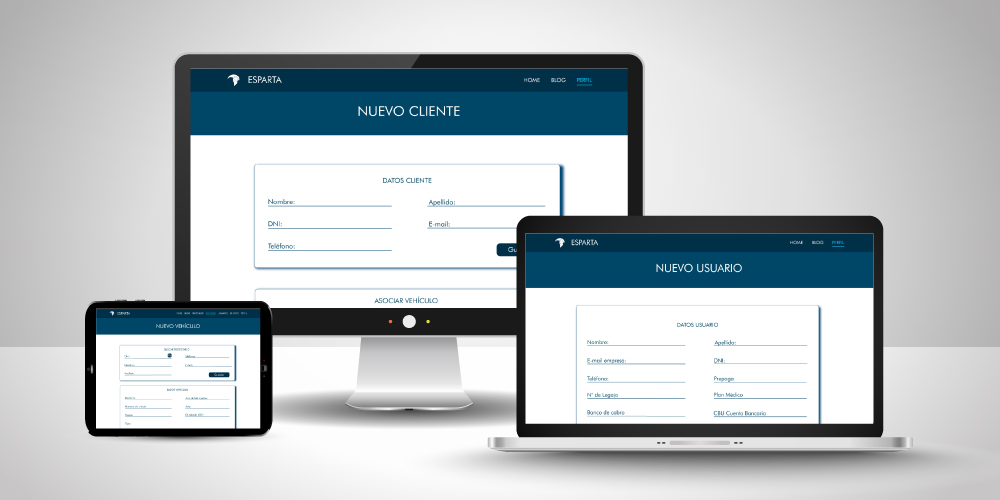 ESPARTA
HOME BLOG PERFIL
NUEVO CLIENTE
DATOS CLIENTE
Nombre: Apellido:
DNI: E-mail:
Teléfono:
Gu
ASOCIAR VEHÍCULO
ESPARTA
HOME BLOG PERFIL
NUEVO USUARIO
DATOS USUARIO
Nombre: Apellido:
E-mail empresa: DNI:
Teléfono: Prepaga
N° de Legajo Plan Médico
Banco de cobro CBU Cuenta Bancaria
ESPARTA
NUEVO VEHÍCULO